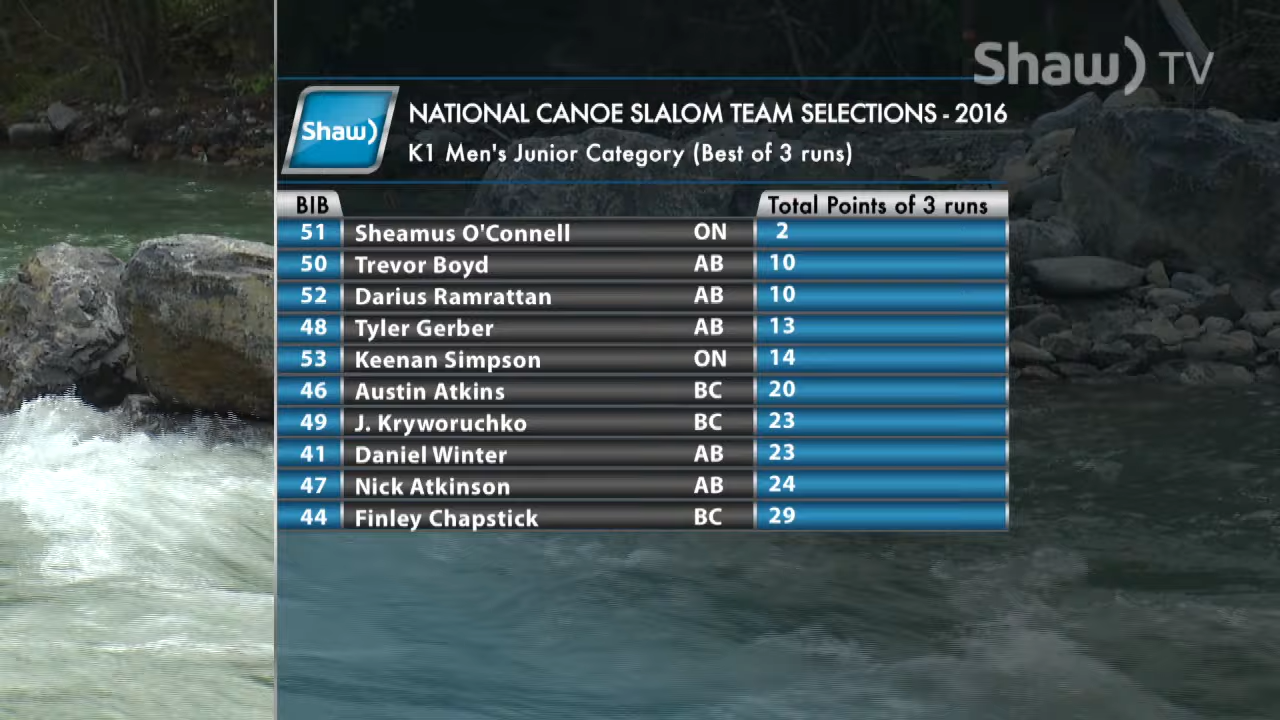 Shaw) TV
Shaw)
NATIONAL CANOE SLALOM TEAM SELECTIONS - 2016
K1 Men's Junior Category (Best of 3 runs)
BIB Total Points of 3 runs
51 Sheamus O'Connell ON 2
50 Trevor Boyd AB 10
52 Darius Ramrattan AB 10
48 Tyler Gerber AB 13
53 Keenan Simpson ON 14
46 Austin Atkins BC 20
49 J. Kryworuchko BC 23
41 Daniel Winter AB 23
47 Nick Atkinson AB 24
44 Finley Chapstick BC 29